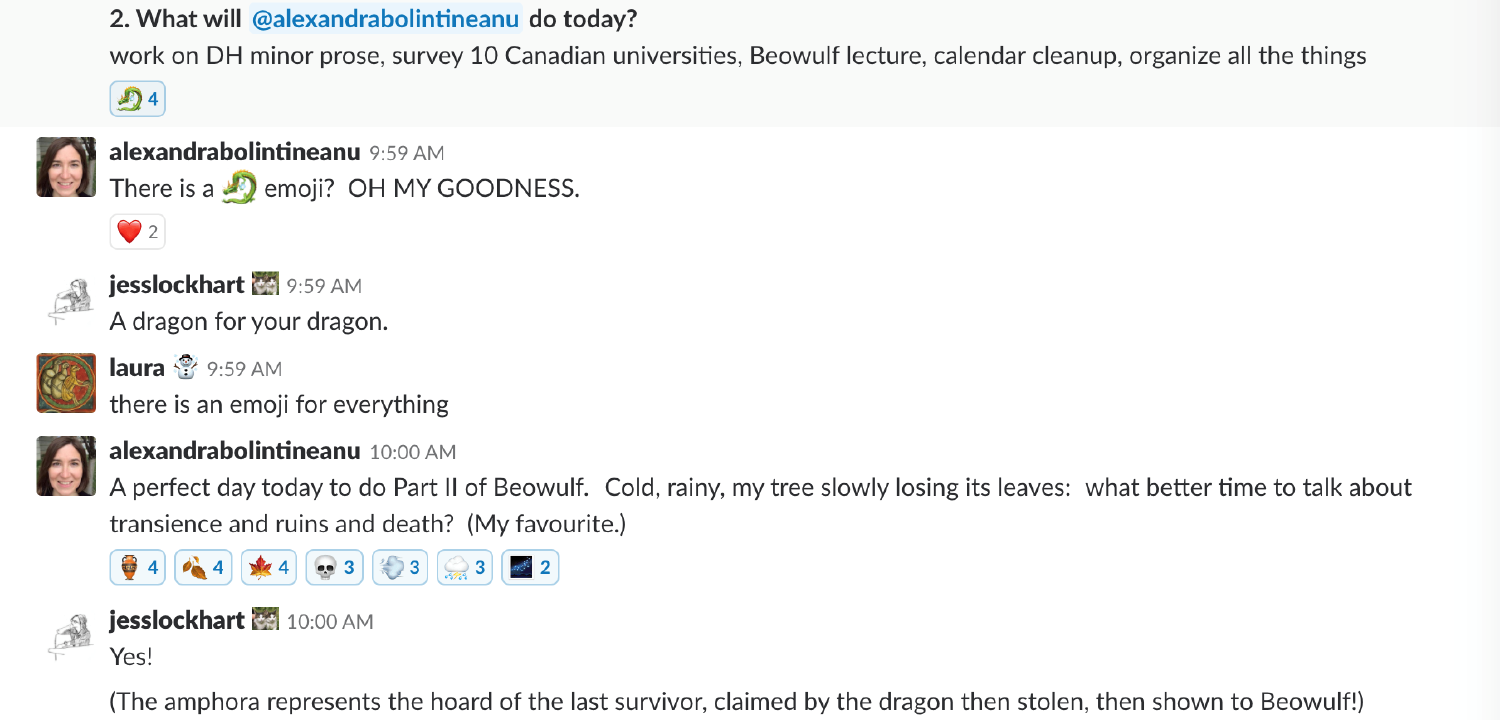 2. What will @alexandrabolintineanu do today?
work on DH minor prose, survey 10 Canadian universities, Beowulf lecture, calendar cleanup, organize all the things
4
alexandrabolintineanu 9:59 AM
There is a 🐉 emoji?  OH MY GOODNESS.
2
jesslockhart 9:59 AM
A dragon for your dragon.
laura 9:59 AM
there is an emoji for everything
alexandrabolintineanu 10:00 AM
A perfect day today to do Part II of Beowulf.  Cold, rainy, my tree slowly losing its leaves:  what better time to talk about
transience and ruins and death?  (My favourite.)
4 4 4 3 3 3 2
jesslockhart 10:00 AM
Yes!
(The amphora represents the hoard of the last survivor, claimed by the dragon then stolen, then shown to Beowulf!)